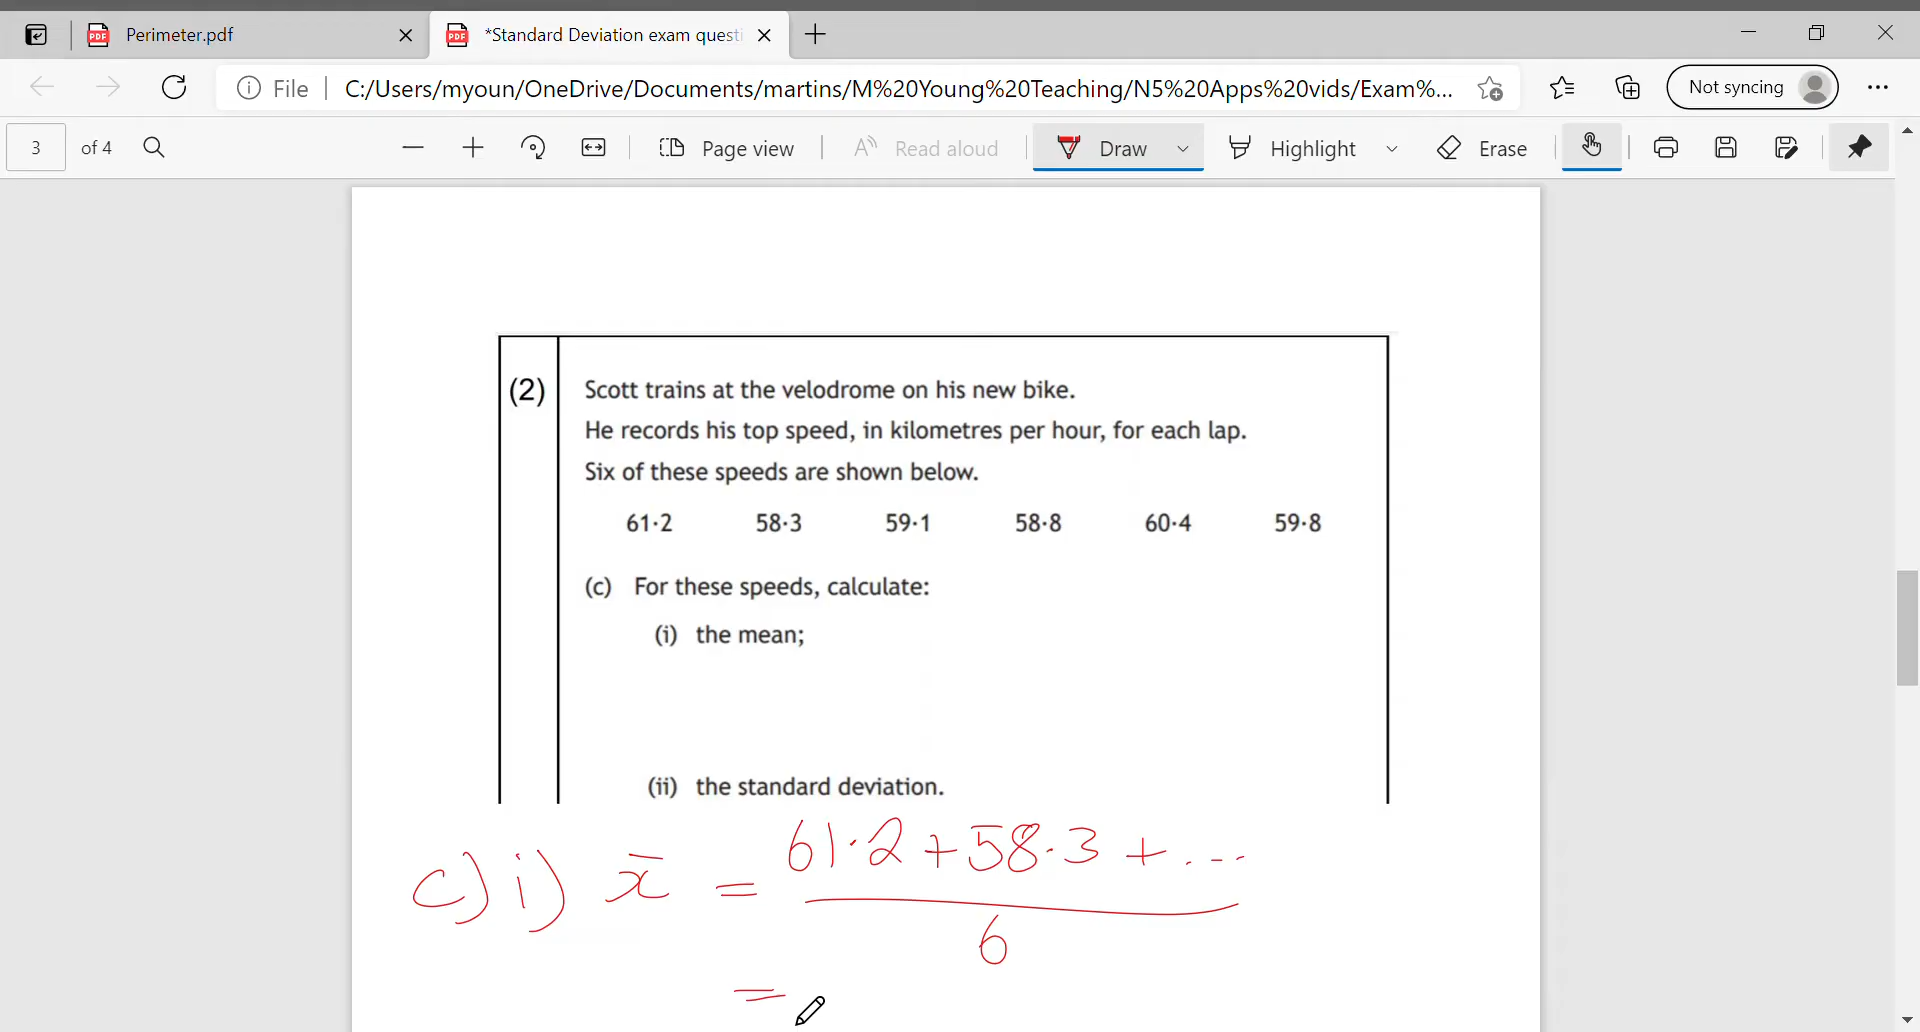 Perimeter.pdf
*Standard Deviation exam questi
File
C:/Users/myoun/OneDrive/Documents/martins/M%20Young%20Teaching/N5%20Apps%20vids/Exam%...
Not syncing
3 of 4
Page view
Read aloud
Draw
Highlight
Erase
(2) Scott trains at the velodrome on his new bike.
He records his top speed, in kilometres per hour, for each lap.
Six of these speeds are shown below.
61·2 58·3 59·1 58·8 60·4 59·8
(c) For these speeds, calculate:
(i) the mean;
(ii) the standard deviation.
61·2 + 58·3 + ...
c) i) x̄ =
6
=